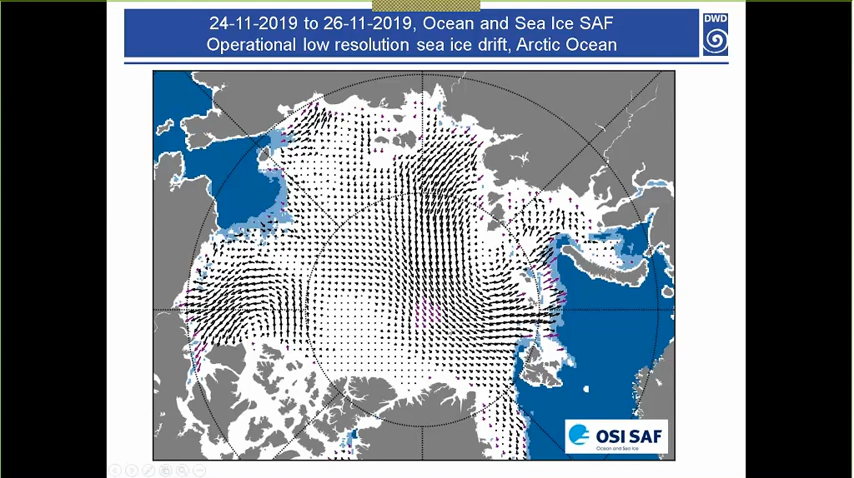 24-11-2019 to 26-11-2019, Ocean and Sea Ice SAF
Operational low resolution sea ice drift, Arctic Ocean
DWD
OSI SAF
Ocean and Sea Ice